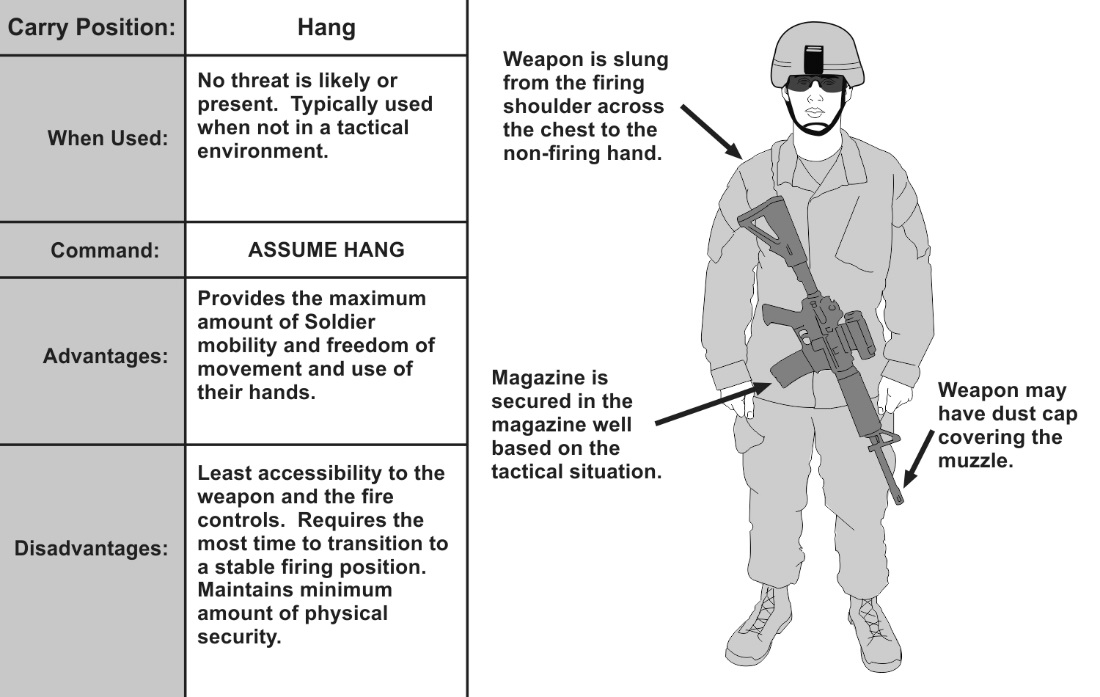 Carry Position:
Hang
When Used:
No threat is likely or
present.  Typically used
when not in a tactical
environment.
Command:
ASSUME HANG
Advantages:
Provides the maximum
amount of Soldier
mobility and freedom of
movement and use of
their hands.
Disadvantages:
Least accessibility to the
weapon and the fire
controls.  Requires the
most time to transition to
a stable firing position.
Maintains minimum
amount of physical
security.
Weapon is slung
from the firing
shoulder across
the chest to the
non-firing hand.
Magazine is
secured in the
magazine well
based on the
tactical situation.
Weapon may
have dust cap
covering the
muzzle.